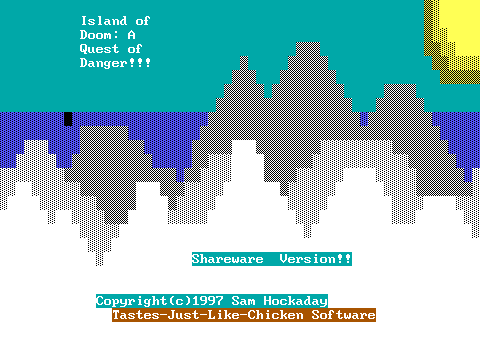 Island of
Doom: A
Quest of
Danger!!!
Shareware  Version!!
Copyright(c)1997 Sam Hockaday
Tastes-Just-Like-Chicken Software